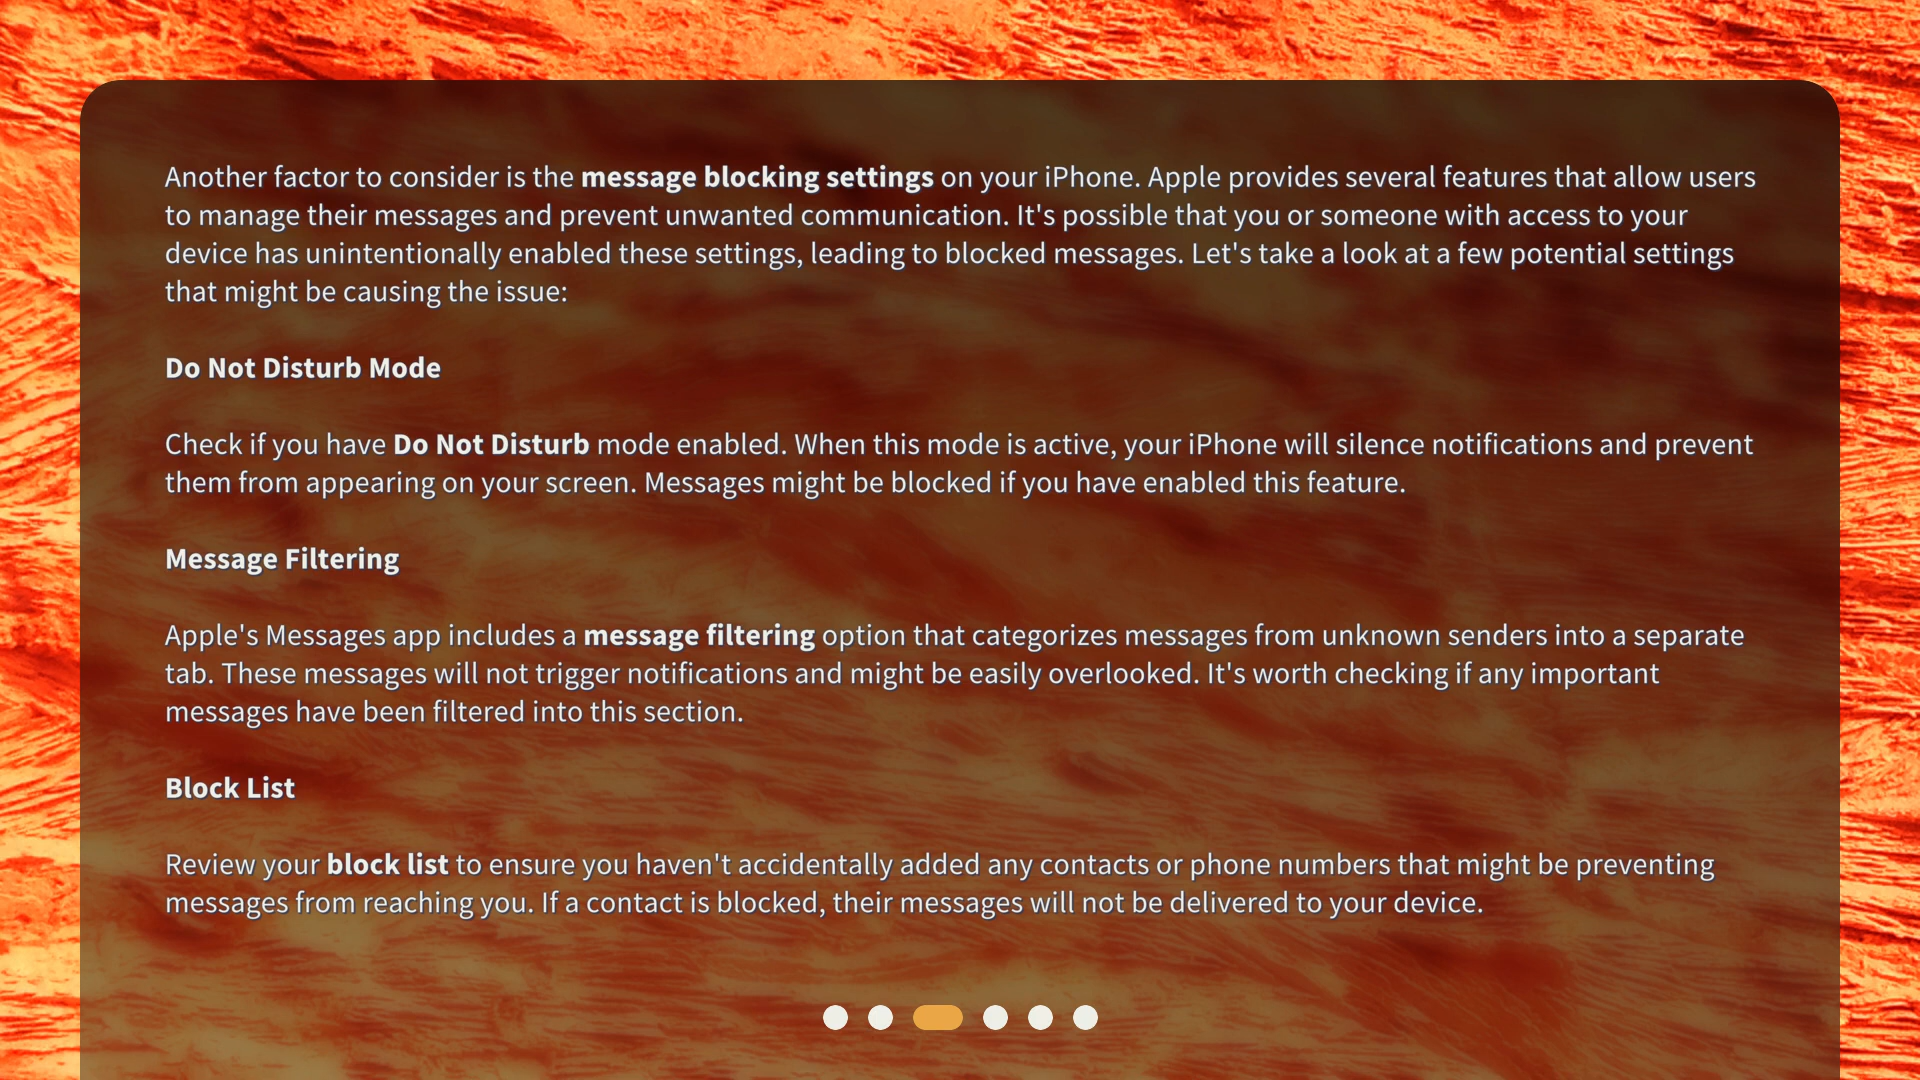 Another factor to consider is the message blocking settings on your iPhone. Apple provides several features that allow users
to manage their messages and prevent unwanted communication. It's possible that you or someone with access to your
device has unintentionally enabled these settings, leading to blocked messages. Let's take a look at a few potential settings
that might be causing the issue:
Do Not Disturb Mode
Check if you have Do Not Disturb mode enabled. When this mode is active, your iPhone will silence notifications and prevent
them from appearing on your screen. Messages might be blocked if you have enabled this feature.
Message Filtering
Apple's Messages app includes a message filtering option that categorizes messages from unknown senders into a separate
tab. These messages will not trigger notifications and might be easily overlooked. It's worth checking if any important
messages have been filtered into this section.
Block List
Review your block list to ensure you haven't accidentally added any contacts or phone numbers that might be preventing
messages from reaching you. If a contact is blocked, their messages will not be delivered to your device.